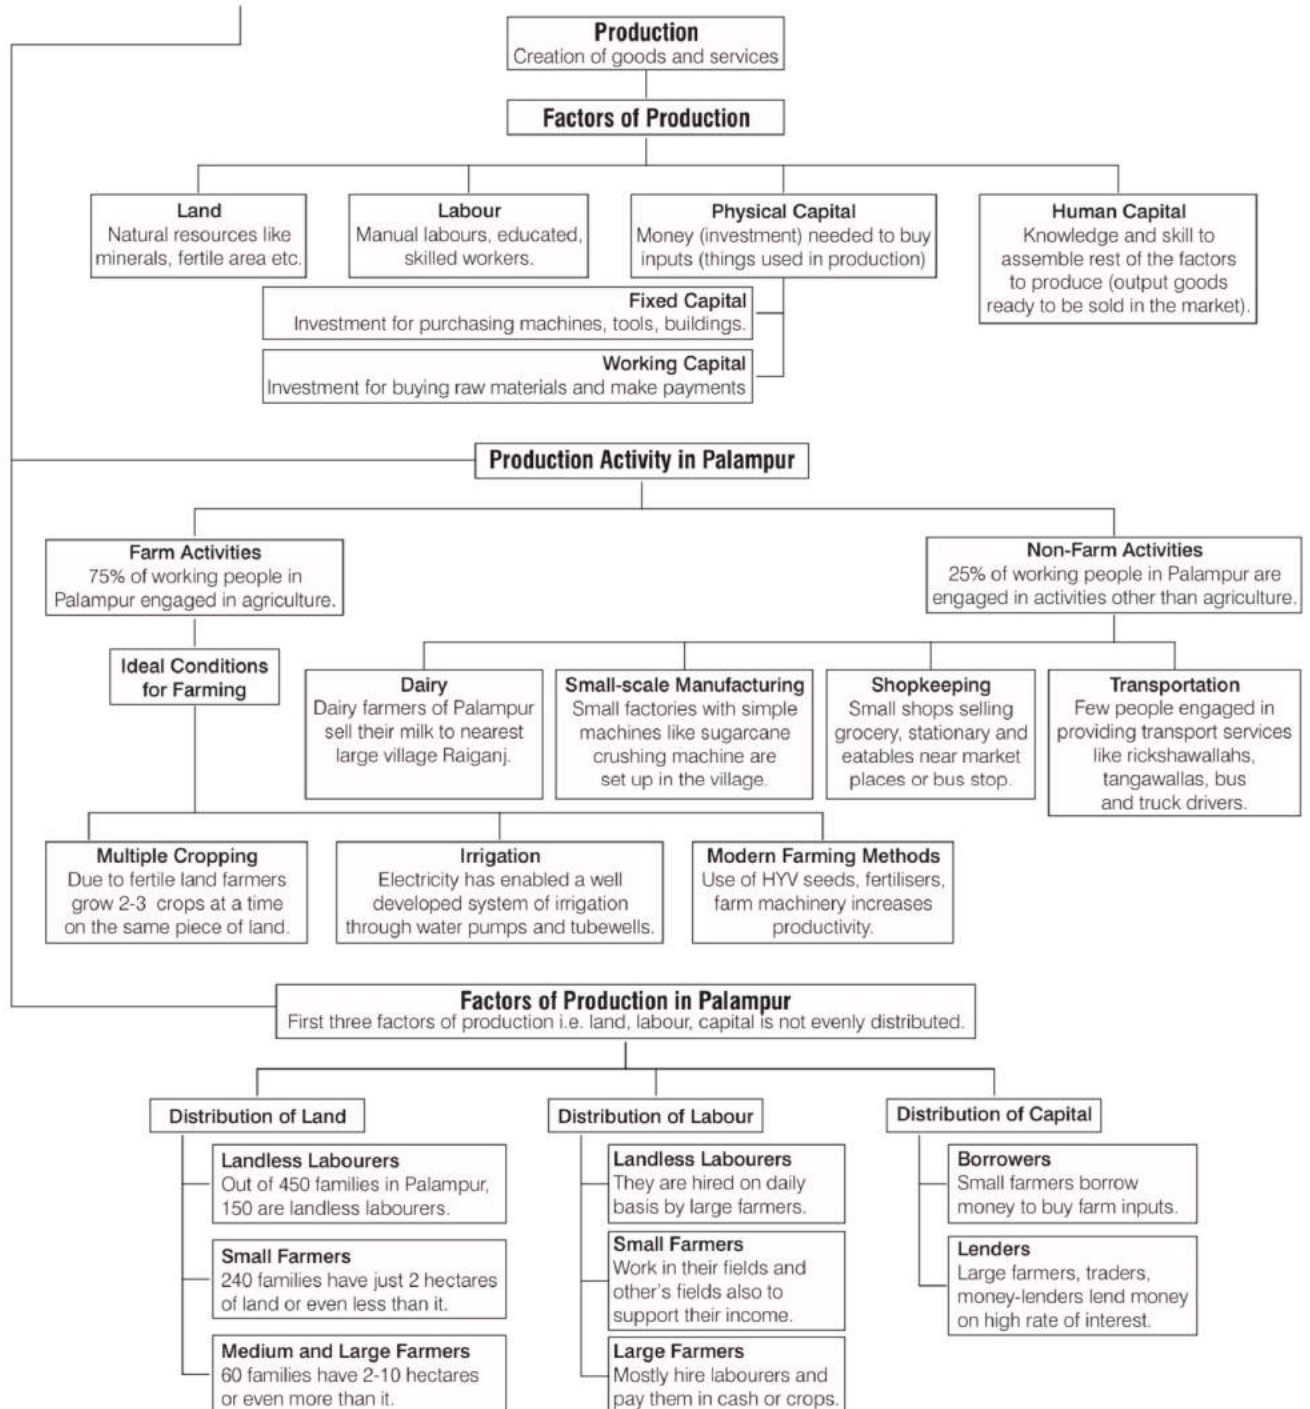 Production
Creation of goods and services
Factors of Production
Land
Natural resources like
minerals, fertile area etc.
Labour
Manual labours, educated,
skilled workers.
Physical Capital
Money (investment) needed to buy
inputs (things used in production)
Human Capital
Knowledge and skill to
assemble rest of the factors
to produce (output goods
ready to be sold in the market).
Fixed Capital
Investment for purchasing machines, tools, buildings.
Working Capital
Investment for buying raw materials and make payments
Production Activity in Palampur
Farm Activities
75% of working people in
Palampur engaged in agriculture.
Non-Farm Activities
25% of working people in Palampur are
engaged in activities other than agriculture.
Ideal Conditions
for Farming
Dairy
Dairy farmers of Palampur
sell their milk to nearest
large village Raiganj.
Small-scale Manufacturing
Small factories with simple
machines like sugarcane
crushing machine are
set up in the village.
Shopkeeping
Small shops selling
grocery, stationary and
eatables near market
places or bus stop.
Transportation
Few people engaged in
providing transport services
like rickshawallahs,
tangawallas, bus
and truck drivers.
Multiple Cropping
Due to fertile land farmers
grow 2-3 crops at a time
on the same piece of land.
Irrigation
Electricity has enabled a well
developed system of irrigation
through water pumps and tubewells.
Modern Farming Methods
Use of HYV seeds, fertilisers,
farm machinery increases
productivity.
Factors of Production in Palampur
First three factors of production i.e. land, labour, capital is not evenly distributed.
Distribution of Land
Landless Labourers
Out of 450 families in Palampur,
150 are landless labourers.
Small Farmers
240 families have just 2 hectares
of land or even less than it.
Medium and Large Farmers
60 families have 2-10 hectares
or even more than it.
Distribution of Labour
Landless Labourers
They are hired on daily
basis by large farmers.
Small Farmers
Work in their fields and
other's fields also to
support their income.
Large Farmers
Mostly hire labourers and
pay them in cash or crops.
Distribution of Capital
Borrowers
Small farmers borrow
money to buy farm inputs.
Lenders
Large farmers, traders,
money-lenders lend money
on high rate of interest.